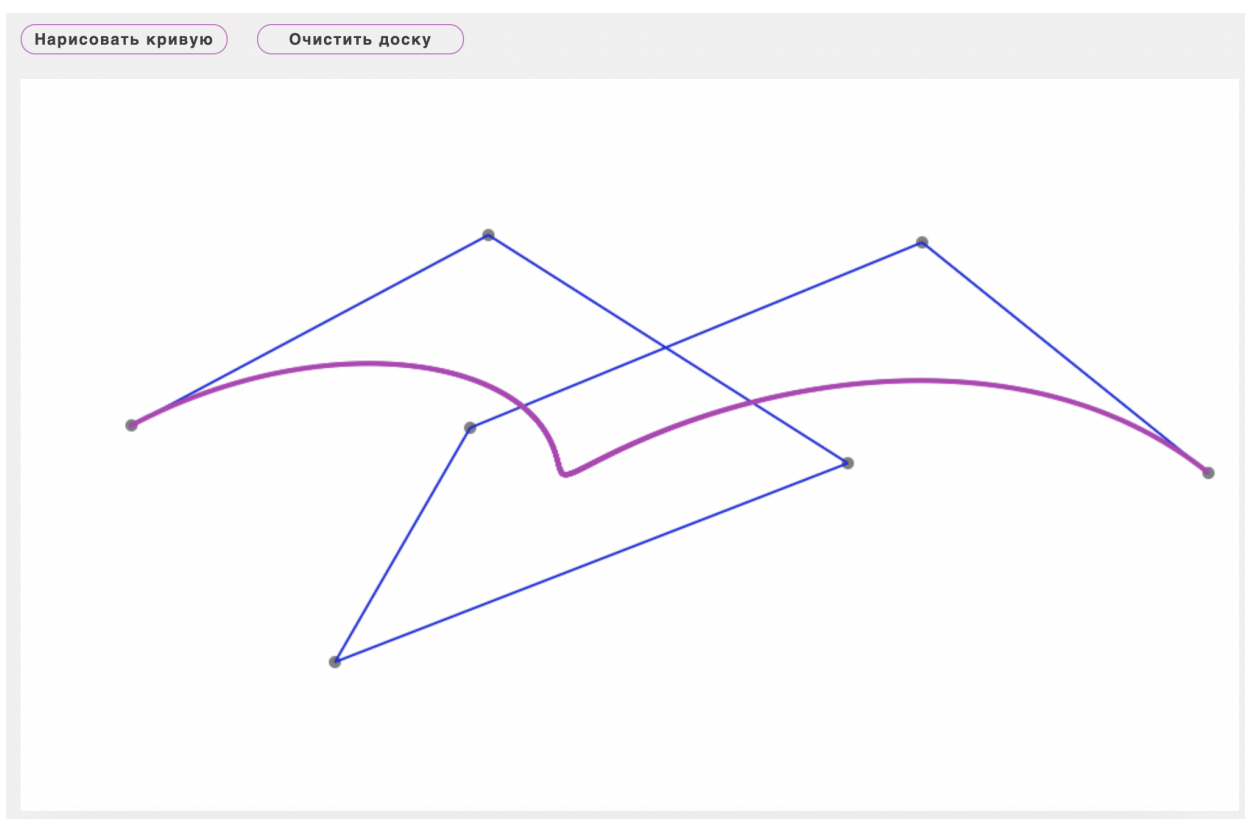 Нарисовать кривую
Очистить доску